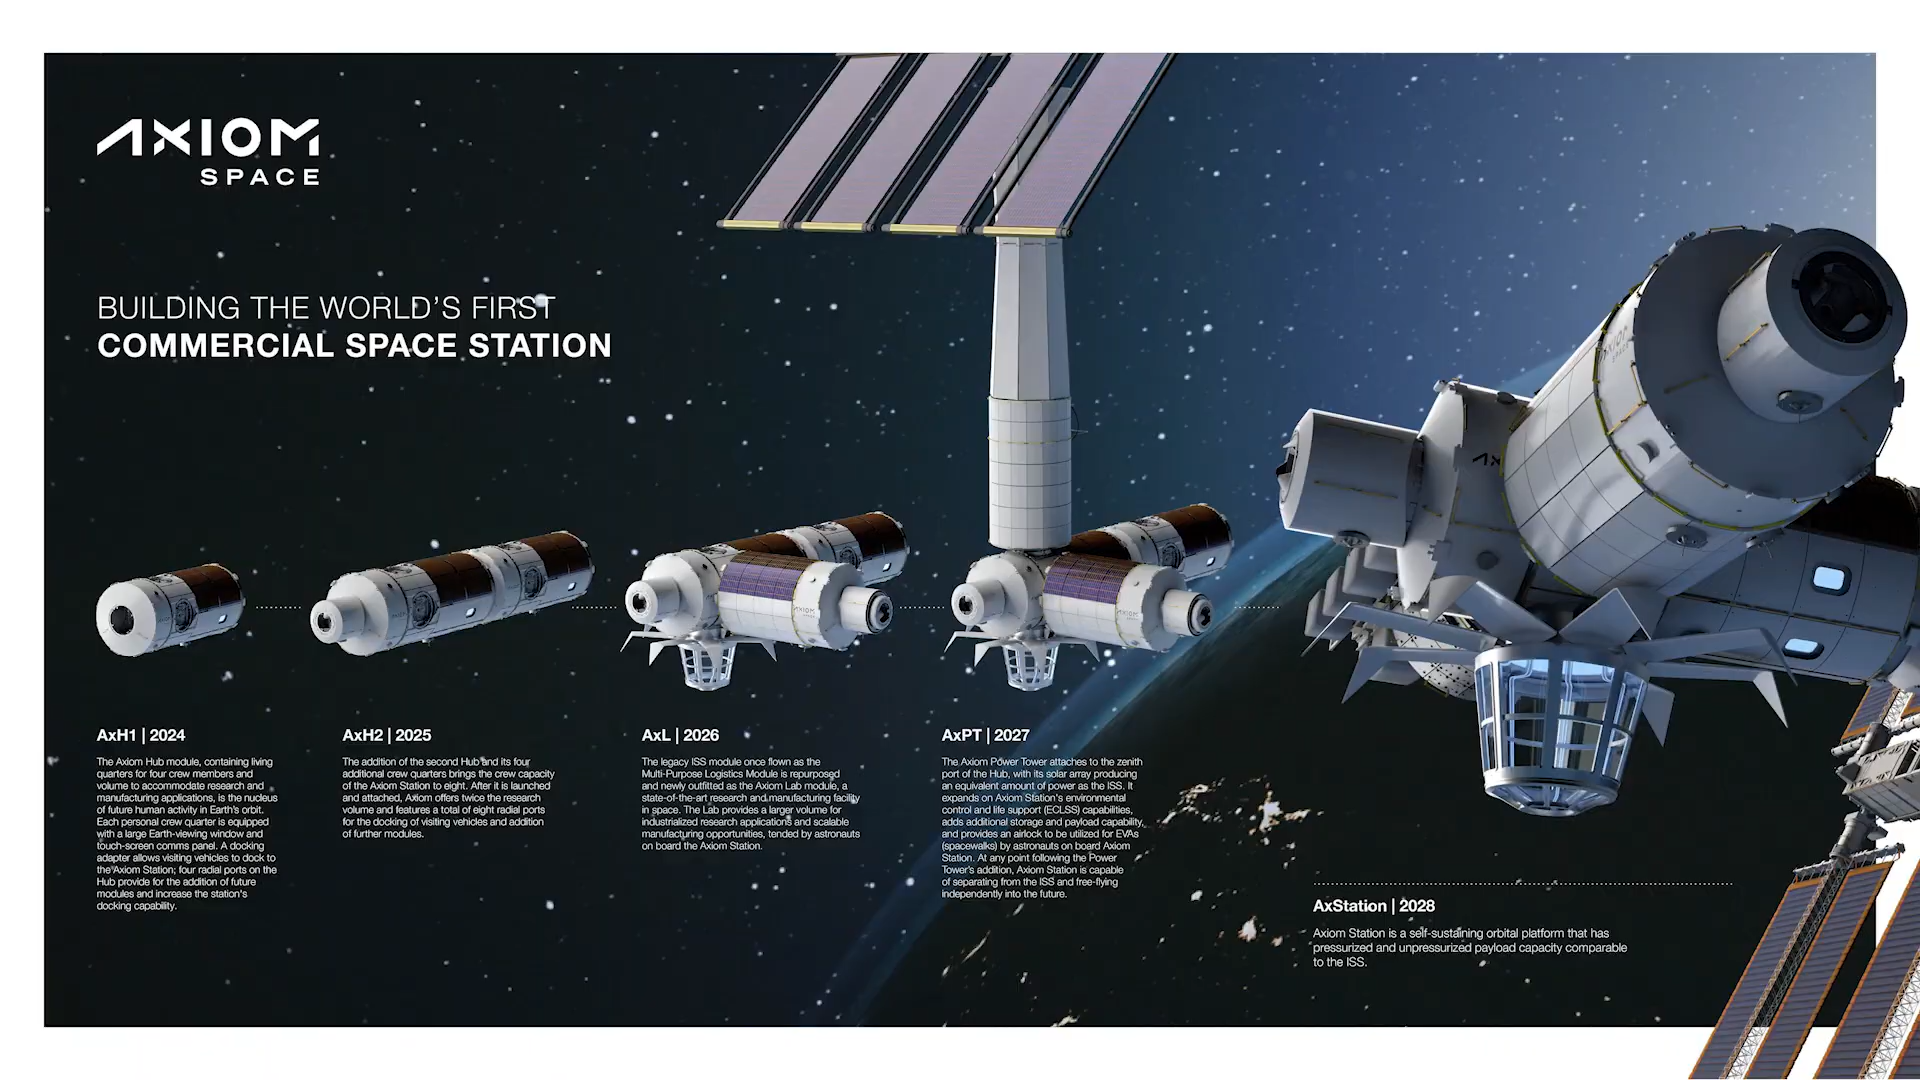 AXIOM
SPACE
BUILDING THE WORLD'S FIRST
COMMERCIAL SPACE STATION
AxH1 | 2024
The Axiom Hub module, containing living
quarters for four crew members and
volume to accommodate research and
manufacturing applications, is the nucleus
of future human activity in Earth's orbit.
Each personal crew quarter is equipped
with a large Earth-viewing window and
touch-screen comms panel. A docking
adapter allows visiting vehicles to dock to
the Axiom Station; four radial ports on the
Hub provide for the addition of future
modules and increase the station's
docking capability.
AxH2 | 2025
The addition of the second Hub and its four
additional crew quarters brings the crew capacity
of the Axiom Station to eight. After it is launched
and attached, Axiom offers twice the research
volume and features a total of eight radial ports
for the docking of visiting vehicles and addition
of further modules.
AxL | 2026
The legacy ISS module once flown as the
Multi-Purpose Logistics Module is repurposed
and newly outfitted as the Axiom Lab module, a
state-of-the-art research and manufacturing facility
in space. The Lab provides a larger volume for
industrialized research applications and scalable
manufacturing opportunities, tended by astronauts
on board the Axiom Station.
AxPT | 2027
The Axiom Power Tower attaches to the zenith
port of the Hub, with its solar array producing
an equivalent amount of power as the ISS. It
expands on Axiom Station's environmental
control and life support (ECLSS) capabilities,
adds additional storage and payload capability,
and provides an airlock to be utilized for EVAs
(spacewalks) by astronauts on board Axiom
Station. At any point following the Power
Tower's addition, Axiom Station is capable
of separating from the ISS and free-flying
independently into the future.
AxStation | 2028
Axiom Station is a self-sustaining orbital platform that has
pressurized and unpressurized payload capacity comparable
to the ISS.
AXIOM
AXIOM